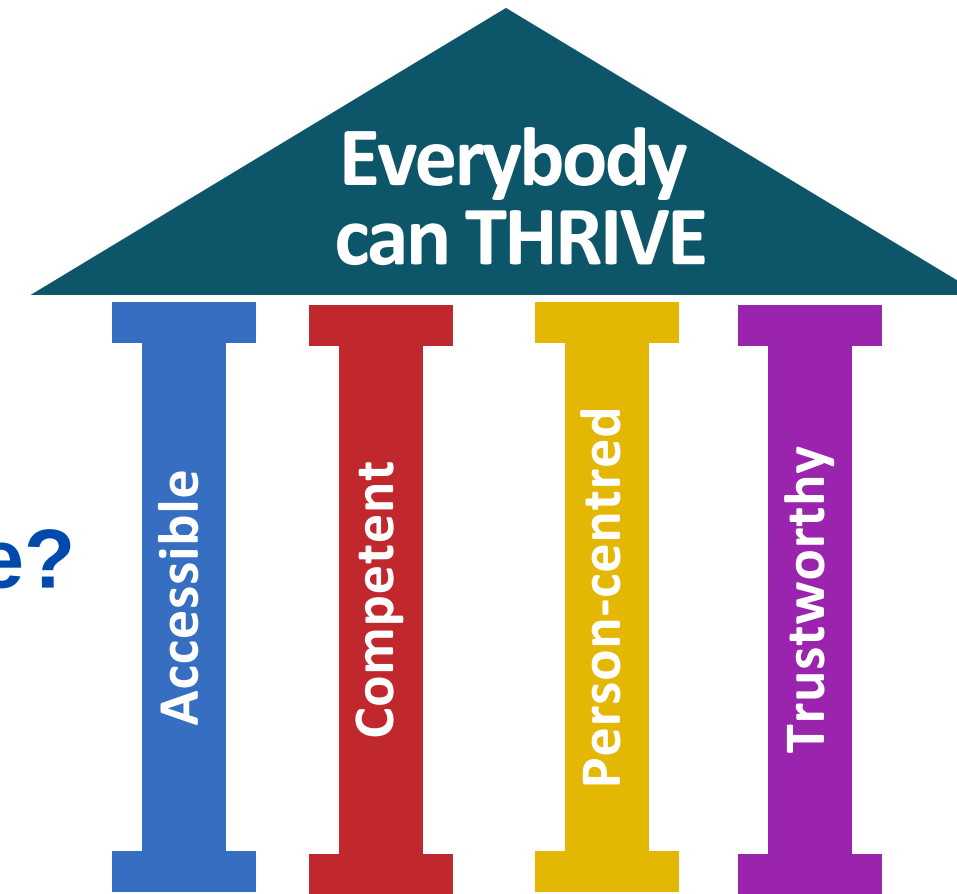 Everybody
can THRIVE
e?
Accessible
Competent
Person-centred
Trustworthy